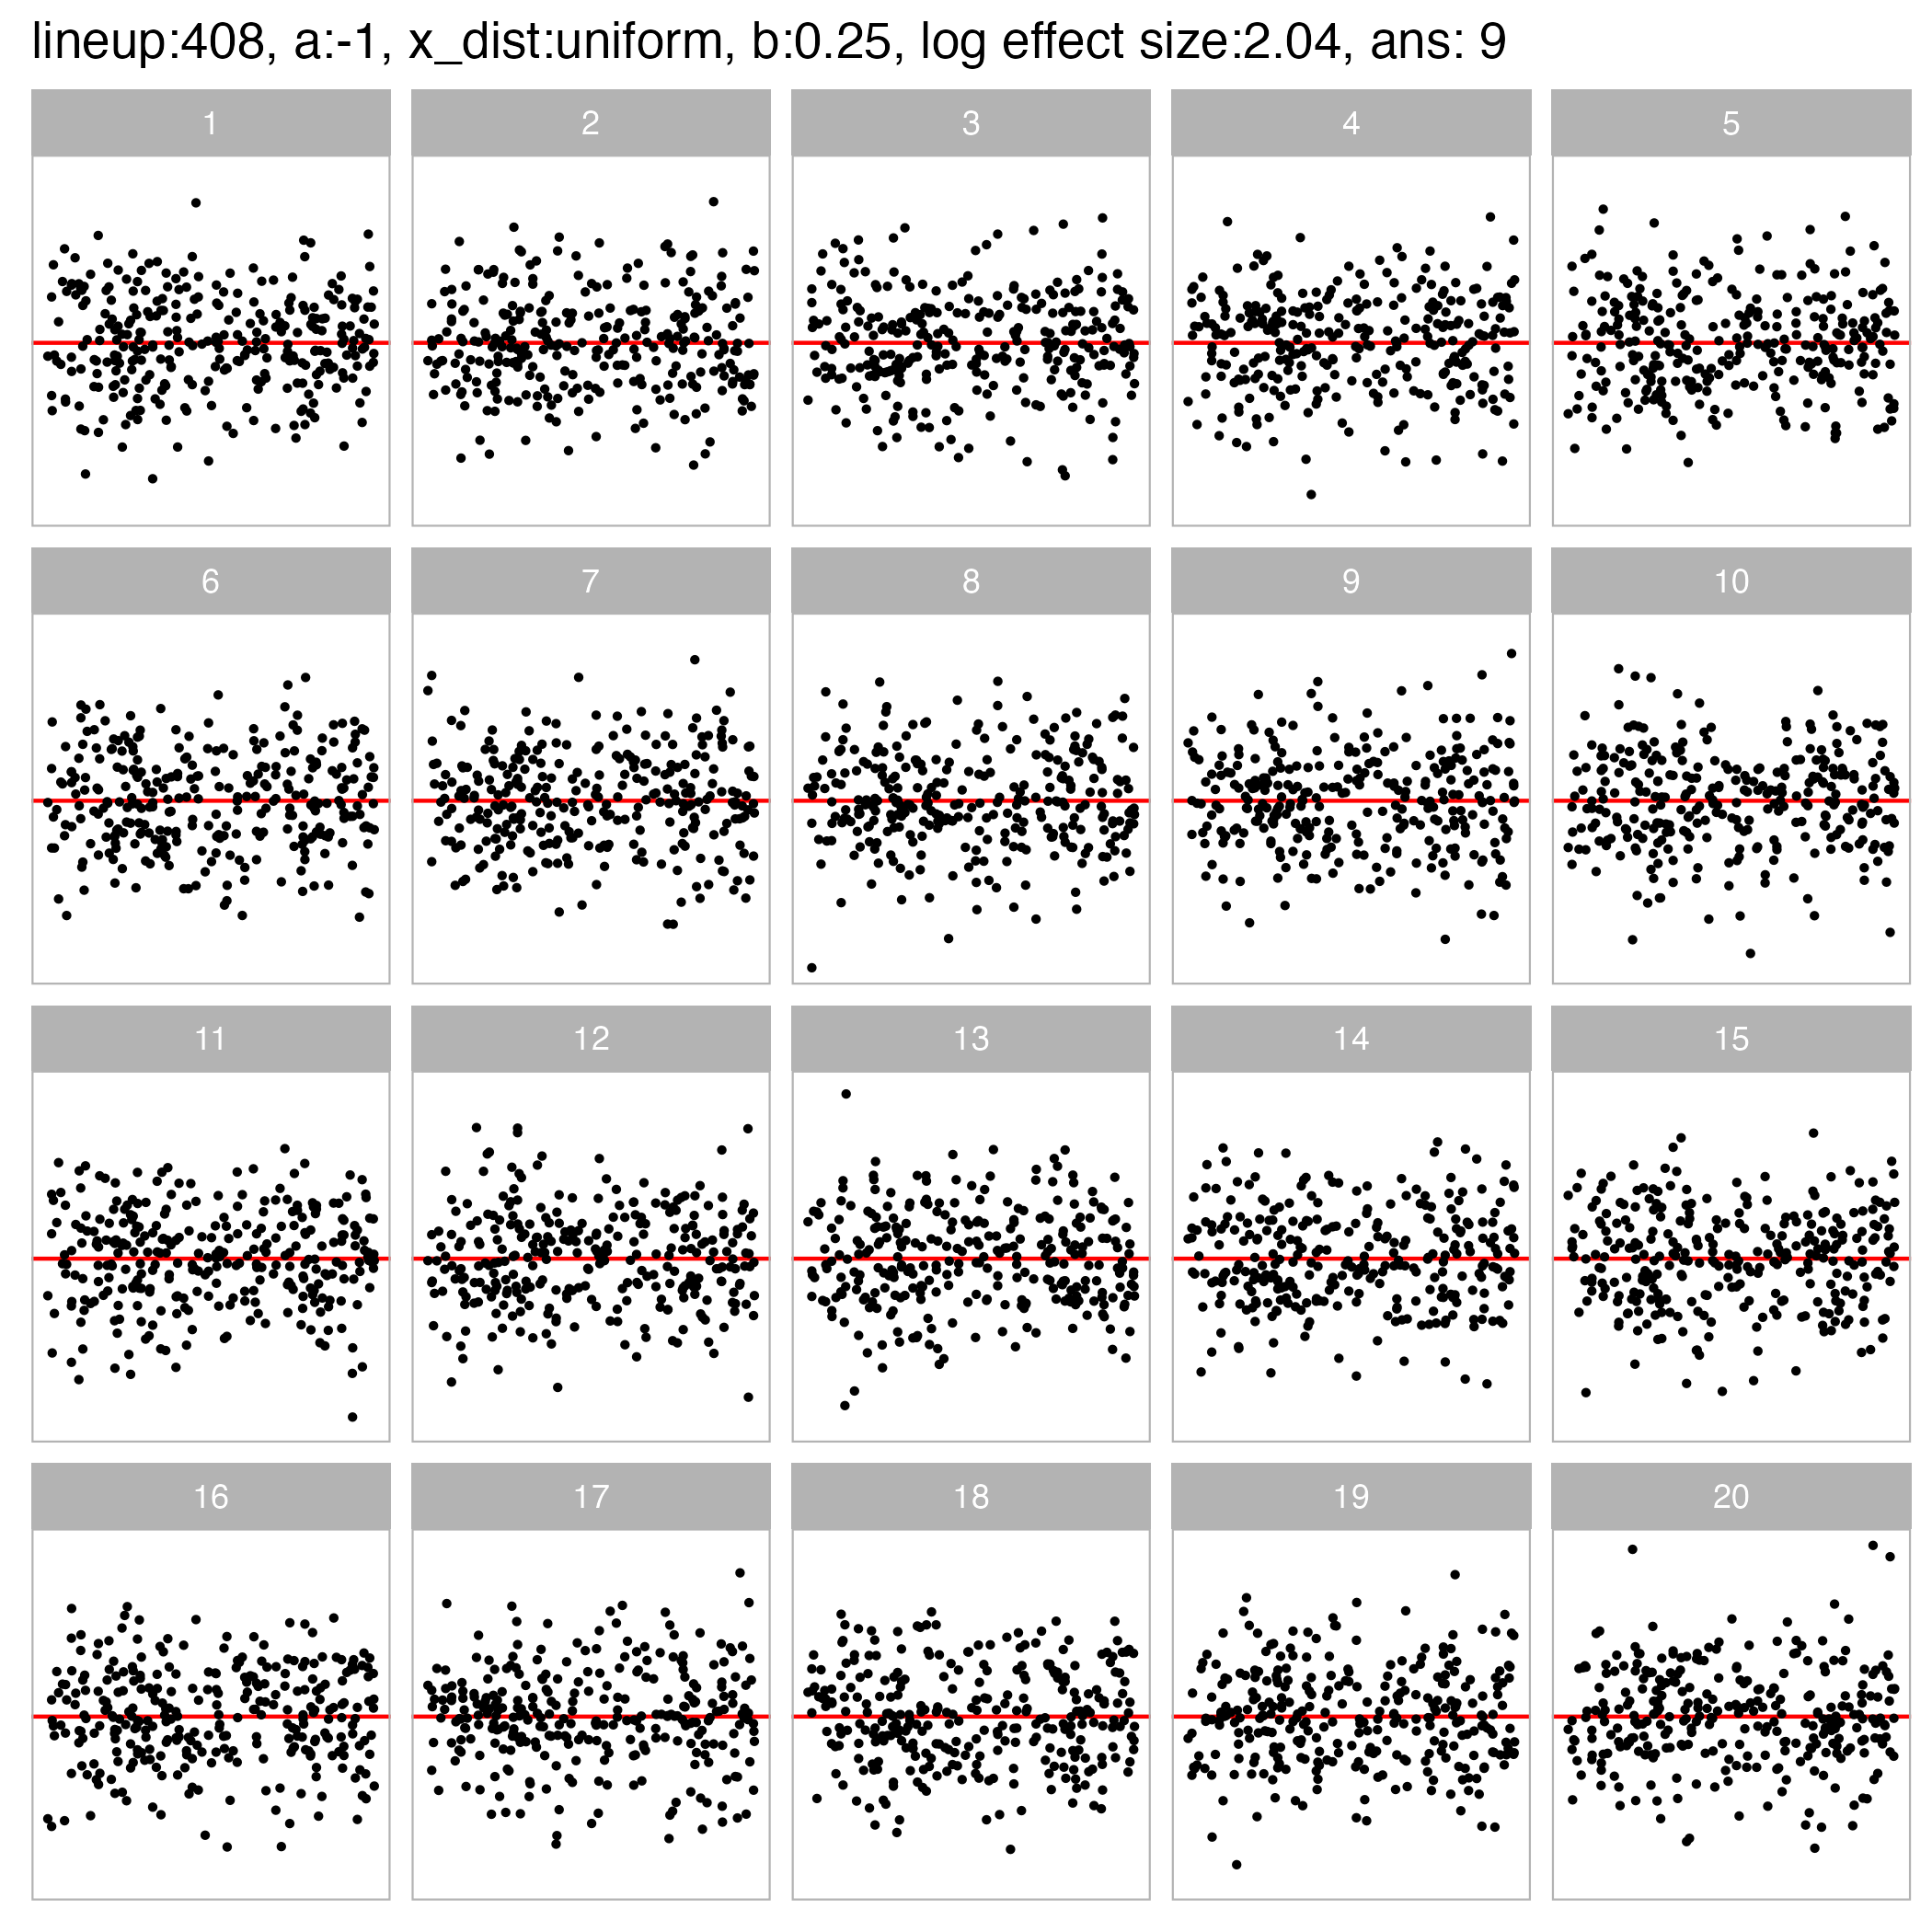 lineup:408, a:-1, x_dist:uniform, b:0.25, log effect size:2.04, ans: 9
1 2 3 4 5
6 7 8 9 10
11 12 13 14 15
16 17 18 19 20